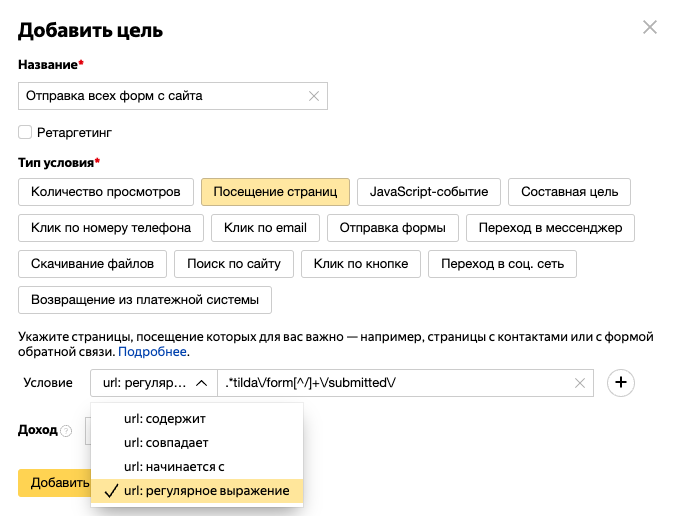 Добавить цель
Название*
Отправка всех форм с сайта
Ретаргетинг
Тип условия*
Количество просмотров Посещение страниц JavaScript-событие Составная цель
Клик по номеру телефона Клик по email Отправка формы Переход в мессенджер
Скачивание файлов Поиск по сайту Клик по кнопке Переход в соц. сеть
Возвращение из платежной системы
Укажите страницы, посещение которых для вас важно — например, страницы с контактами или с формой
обратной связи. Подробнее.
Условие url: регуляр... .*tilda\/form[^/]+\/submitted\/
url: содержит
Доход ?
url: совпадает
url: начинается с
Добавить
url: регулярное выражение